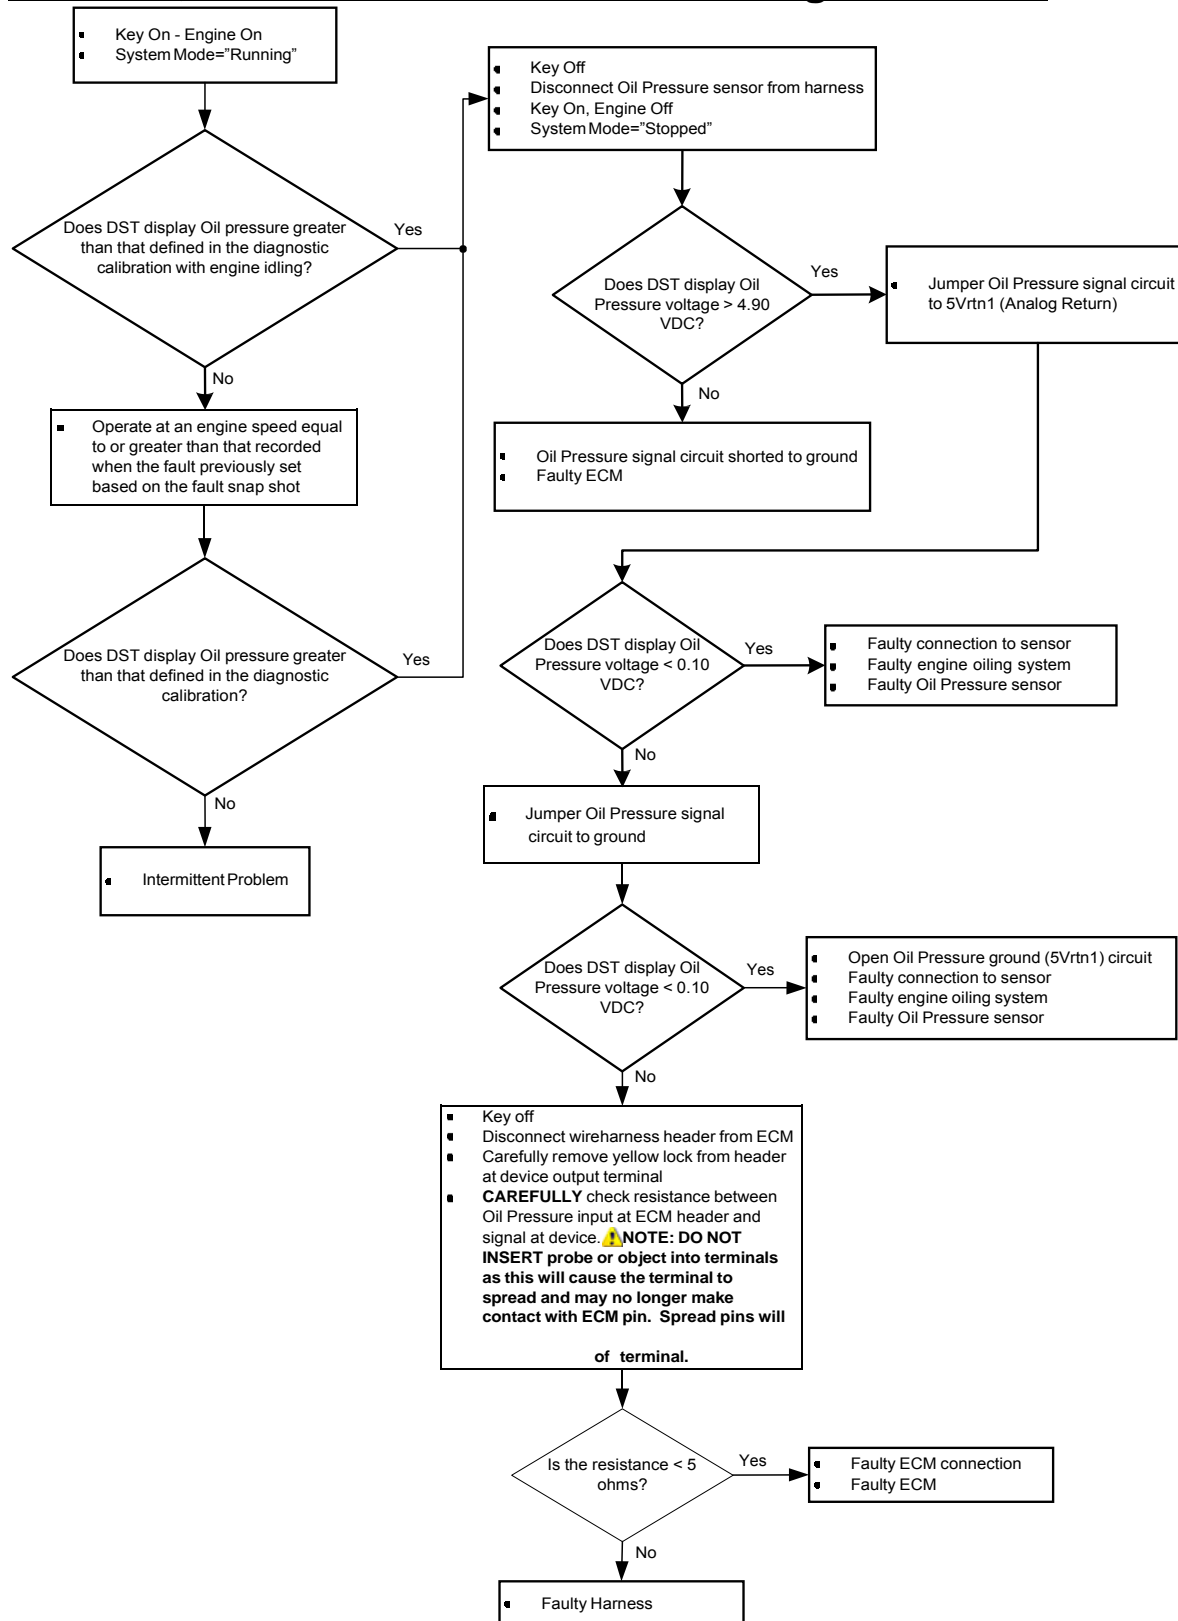 Key On - Engine On
System Mode=”Running”
Does DST display Oil pressure greater
than that defined in the diagnostic
calibration with engine idling?
Yes
No
Operate at an engine speed equal
to or greater than that recorded
when the fault previously set
based on the fault snap shot
Does DST display Oil pressure greater
than that defined in the diagnostic
calibration?
Yes
No
Intermittent Problem
Key Off
Disconnect Oil Pressure sensor from harness
Key On, Engine Off
System Mode=”Stopped”
Does DST display Oil
Pressure voltage > 4.90
VDC?
Yes
No
Jumper Oil Pressure signal circuit
to 5Vrtn1 (Analog Return)
Oil Pressure signal circuit shorted to ground
Faulty ECM
Does DST display Oil
Pressure voltage < 0.10
VDC?
Yes
No
Faulty connection to sensor
Faulty engine oiling system
Faulty Oil Pressure sensor
Jumper Oil Pressure signal
circuit to ground
Does DST display Oil
Pressure voltage < 0.10
VDC?
Yes
No
Open Oil Pressure ground (5Vrtn1) circuit
Faulty connection to sensor
Faulty engine oiling system
Faulty Oil Pressure sensor
Key off
Disconnect wireharness header from ECM
Carefully remove yellow lock from header
at device output terminal
CAREFULLY check resistance between
Oil Pressure input at ECM header and
signal at device. NOTE: DO NOT
INSERT probe or object into terminals
as this will cause the terminal to
spread and may no longer make
contact with ECM pin. Spread pins will
of terminal.
Is the resistance < 5
ohms?
Yes
No
Faulty ECM connection
Faulty ECM
Faulty Harness